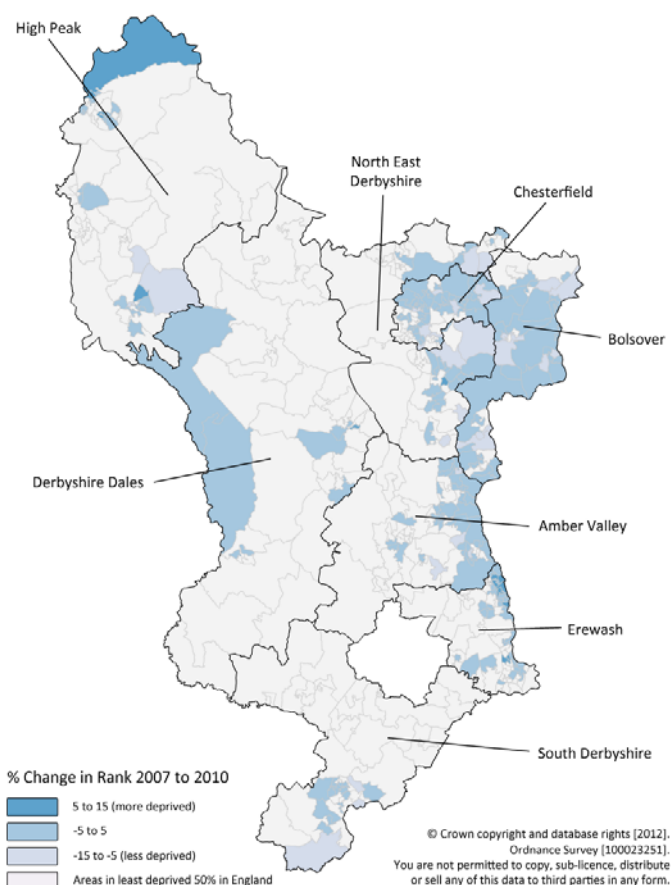 High Peak
North East
Derbyshire
Chesterfield
Bolsover
Derbyshire Dales
Amber Valley
Erewash
South Derbyshire
% Change in Rank 2007 to 2010
5 to 15 (more deprived)
-5 to 5
-15 to -5 (less deprived)
Areas in least deprived 50% in England
© Crown copyright and database rights [2012].
Ordnance Survey [100023251].
You are not permitted to copy, sub-licence, distribute
or sell any of this data to third parties in any form.